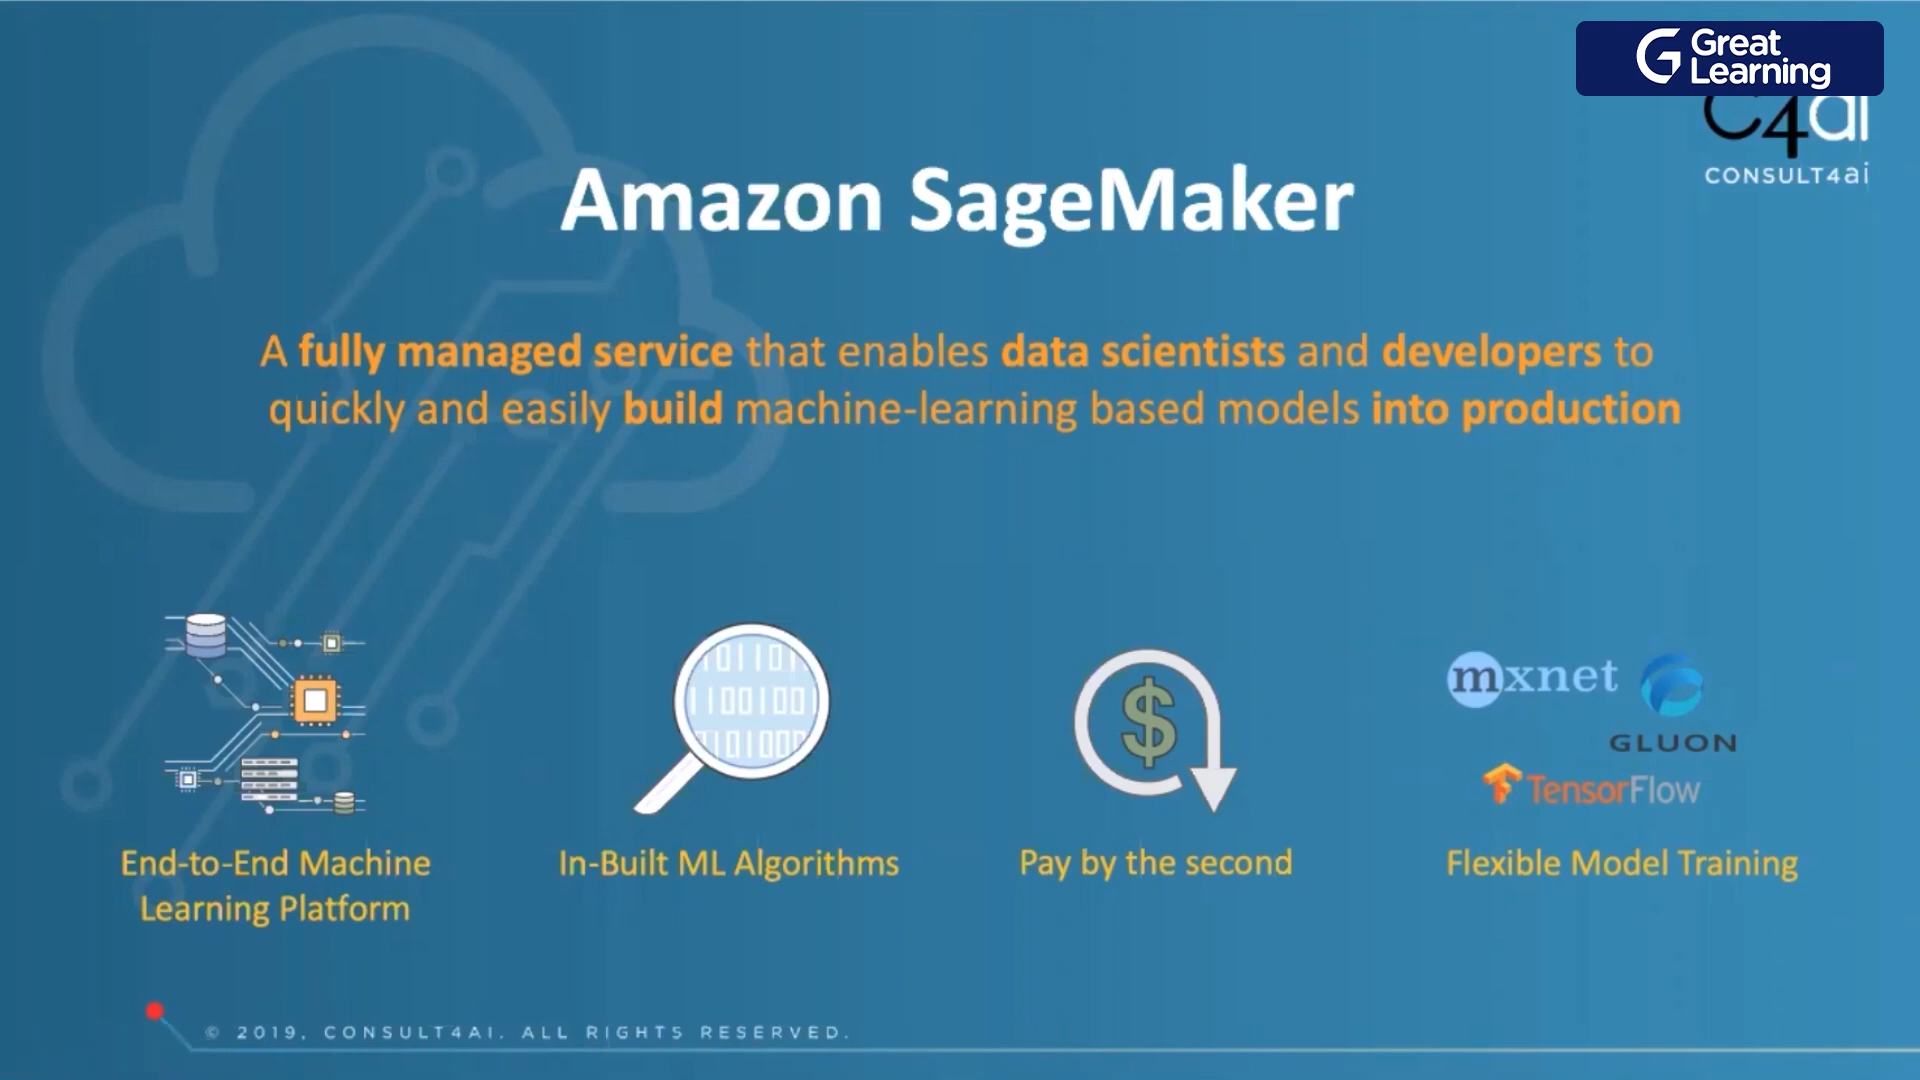 Great
Learning
C4ai
CONSULT4ai
Amazon SageMaker
A fully managed service that enables data scientists and developers to
quickly and easily build machine-learning based models into production
mxnet
GLUON
TensorFlow
End-to-End Machine
Learning Platform
In-Built ML Algorithms
Pay by the second
Flexible Model Training
© 2019, CONSULT4AI. ALL RIGHTS RESERVED.